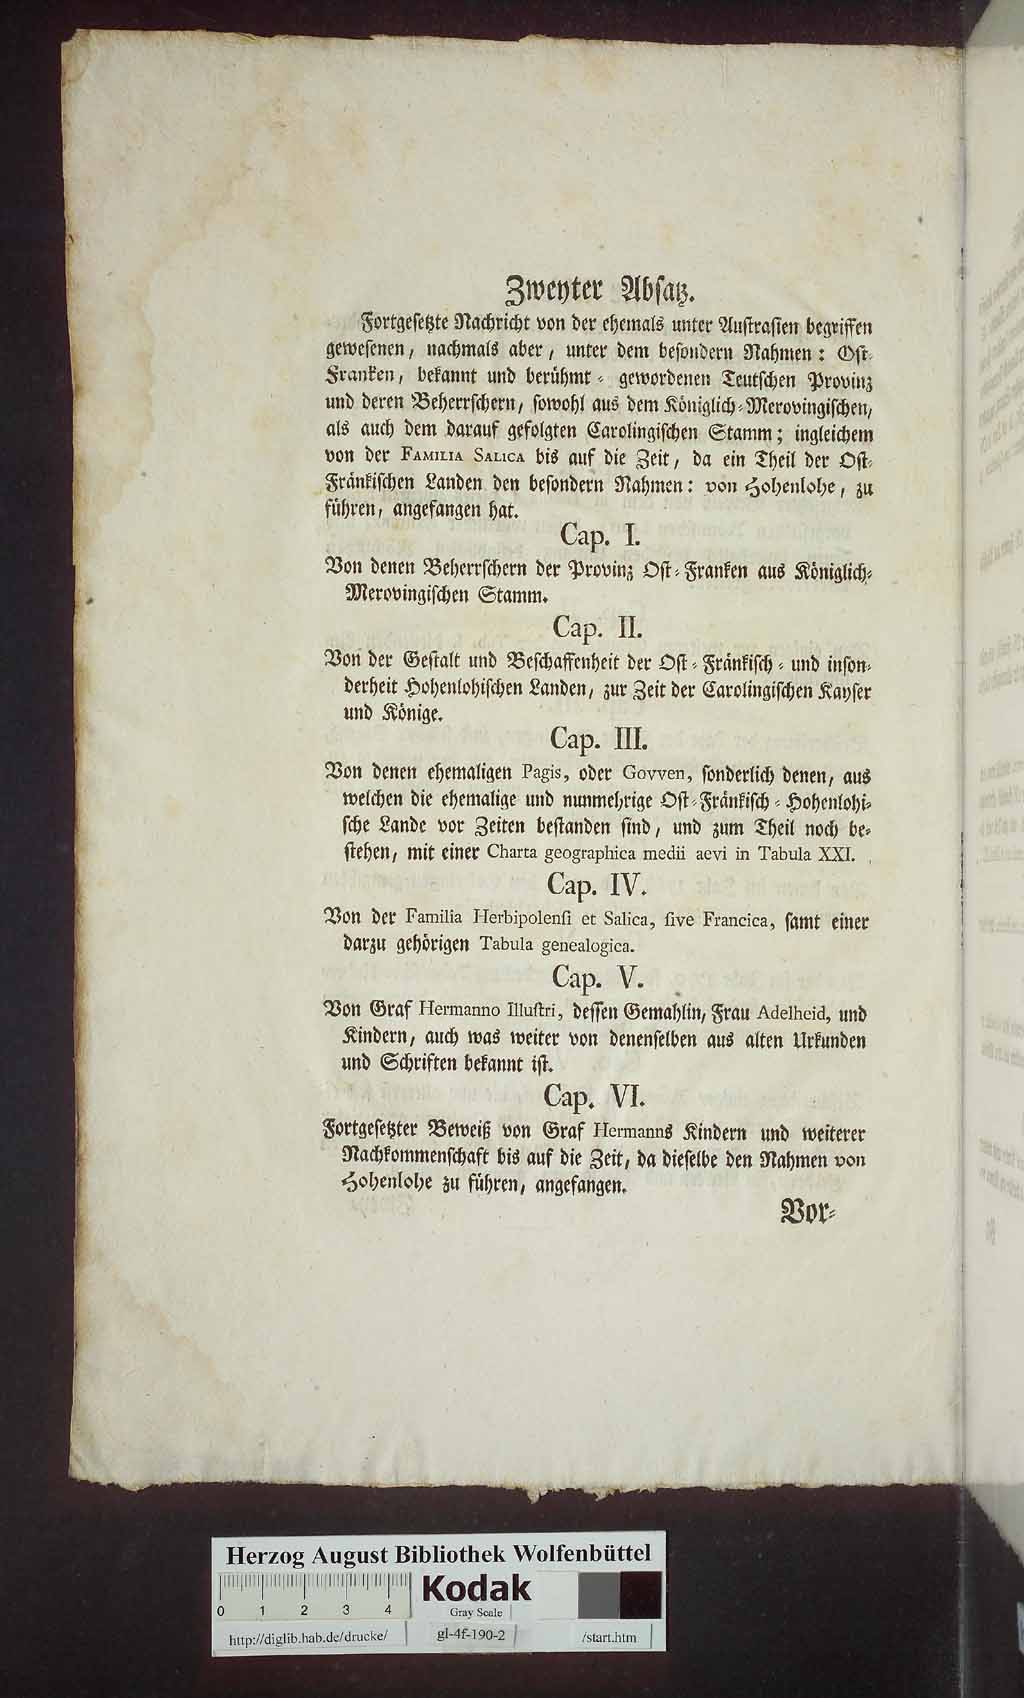 Zweyter Absatz.
Fortgesetzte Nachricht von der ehemals unter Austrasien begriffen
gewesenen, nachmals aber, unter dem besondern Nahmen: Ost-
Franken, bekannt und berühmt-gewordenen Teutschen Provinz
und deren Beherrschern, sowohl aus dem Königlich-Merovingischen,
als auch dem darauf gefolgten Carolingischen Stamm; ingleichem
von der FAMILIA SALICA bis auf die Zeit, da ein Theil der Ost-
Fränkischen Landen den besondern Nahmen: von Hohenlohe, zu
führen, angefangen hat.
Cap. I.
Von denen Beherrschern der Provinz Ost-Franken aus Königlich-
Merovingischen Stamm.
Cap. II.
Von der Gestalt und Beschaffenheit der Ost-Fränkisch- und inson-
derheit Hohenlohischen Landen, zur Zeit der Carolingischen Kayser
und Könige.
Cap. III.
Von denen ehemaligen Pagis, oder Govven, sonderlich denen, aus
welchen die ehemalige und nunmehrige Ost-Fränkisch-Hohenlohi-
sche Lande vor Zeiten bestanden sind, und zum Theil noch be-
stehen, mit einer Charta geographica medii aevi in Tabula XXI.
Cap. IV.
Von der Familia Herbipolensi et Salica, sive Francica, samt einer
darzu gehörigen Tabula genealogica.
Cap. V.
Von Graf Hermanno Illustri, dessen Gemahlin, Frau Adelheid, und
Kindern, auch was weiter von denenselben aus alten Urkunden
und Schriften bekannt ist.
Cap. VI.
Fortgesetzter Beweiß von Graf Hermanns Kindern und weiterer
Nachkommenschaft bis auf die Zeit, da dieselbe den Nahmen von
Hohenlohe zu führen, angefangen.
Vor-
Herzog August Bibliothek Wolfenbüttel
Kodak
0 1 2 3 4
Gray Scale
http://diglib.hab.de/drucke/ gl-4f-190-2 /start.htm